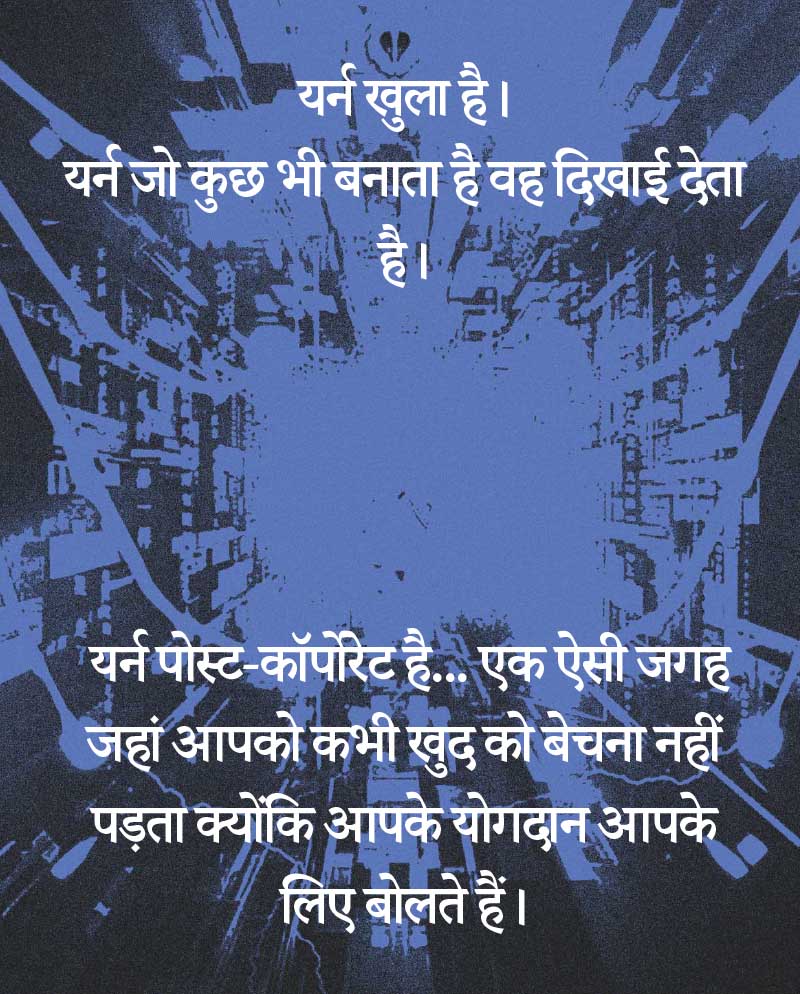 यर्न खुला है।
यर्न जो कुछ भी बनाता है वह दिखाई देता
है।
यर्न पोस्ट-कॉर्पोरेट है... एक ऐसी जगह
जहां आपको कभी खुद को बेचना नहीं
पड़ता क्योंकि आपके योगदान आपके
लिए बोलते हैं।